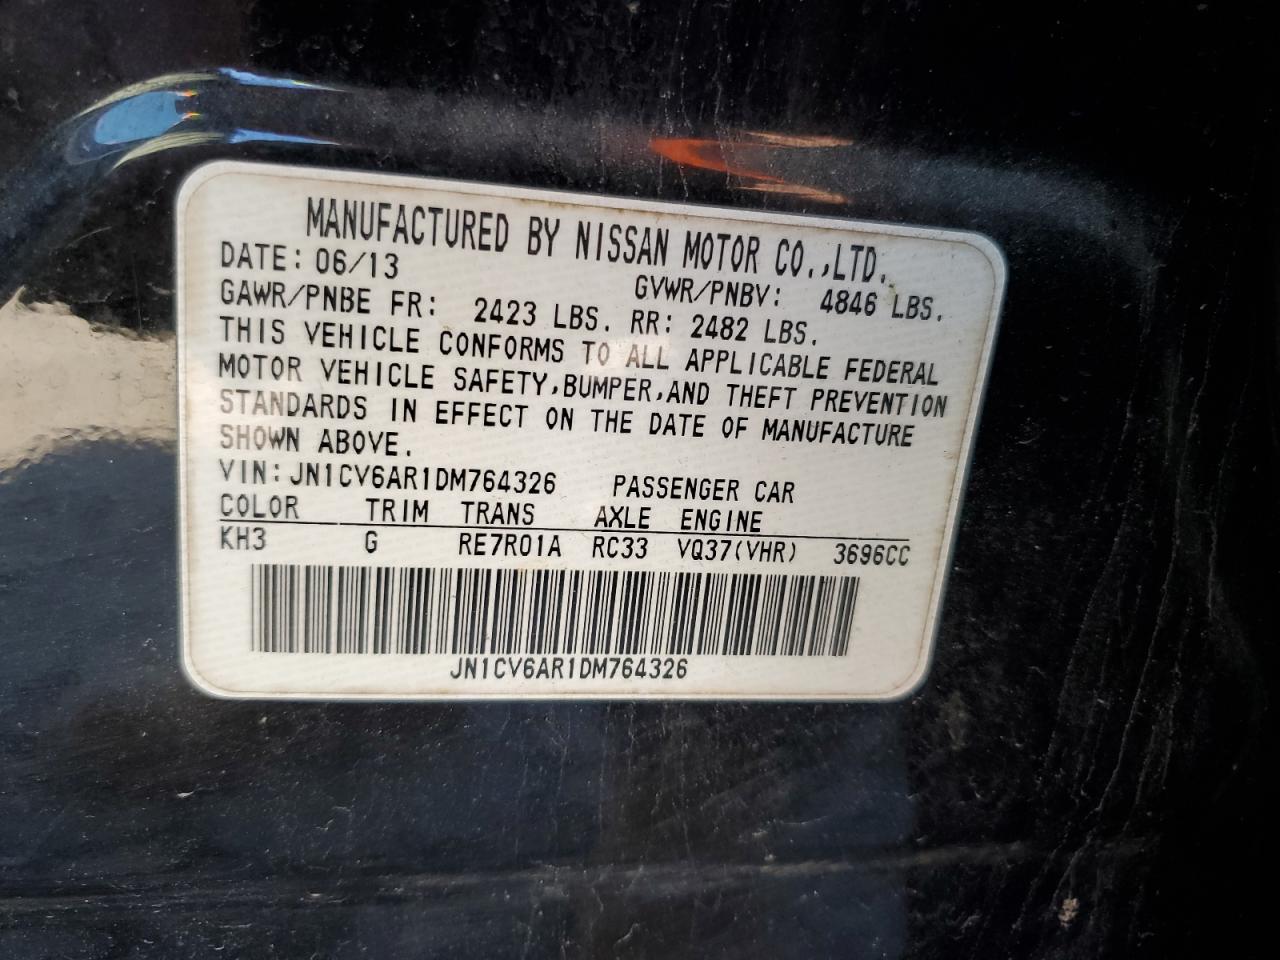 MANUFACTURED BY NISSAN MOTOR CO.,LTD.
DATE: 06/13 GVWR/PNBV: 4846 LBS.
GAWR/PNBE FR: 2423 LBS. RR: 2482 LBS.
THIS VEHICLE CONFORMS TO ALL APPLICABLE FEDERAL
MOTOR VEHICLE SAFETY,BUMPER,AND THEFT PREVENTION
STANDARDS IN EFFECT ON THE DATE OF MANUFACTURE
SHOWN ABOVE.
VIN:JN1CV6AR1DM764326 PASSENGER CAR
COLOR TRIM TRANS AXLE ENGINE
KH3 G RE7R01A RC33 VQ37(VHR) 3696CC
JN1CV6AR1DM764326